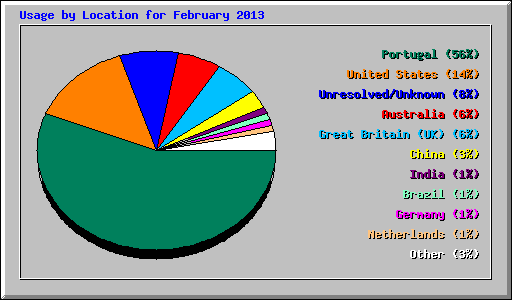 Usage by Location for February 2013
Portugal (56%)
United States (14%)
Unresolved/Unknown (8%)
Australia (6%)
Great Britain (UK) (6%)
China (3%)
India (1%)
Brazil (1%)
Germany (1%)
Netherlands (1%)
Other (3%)